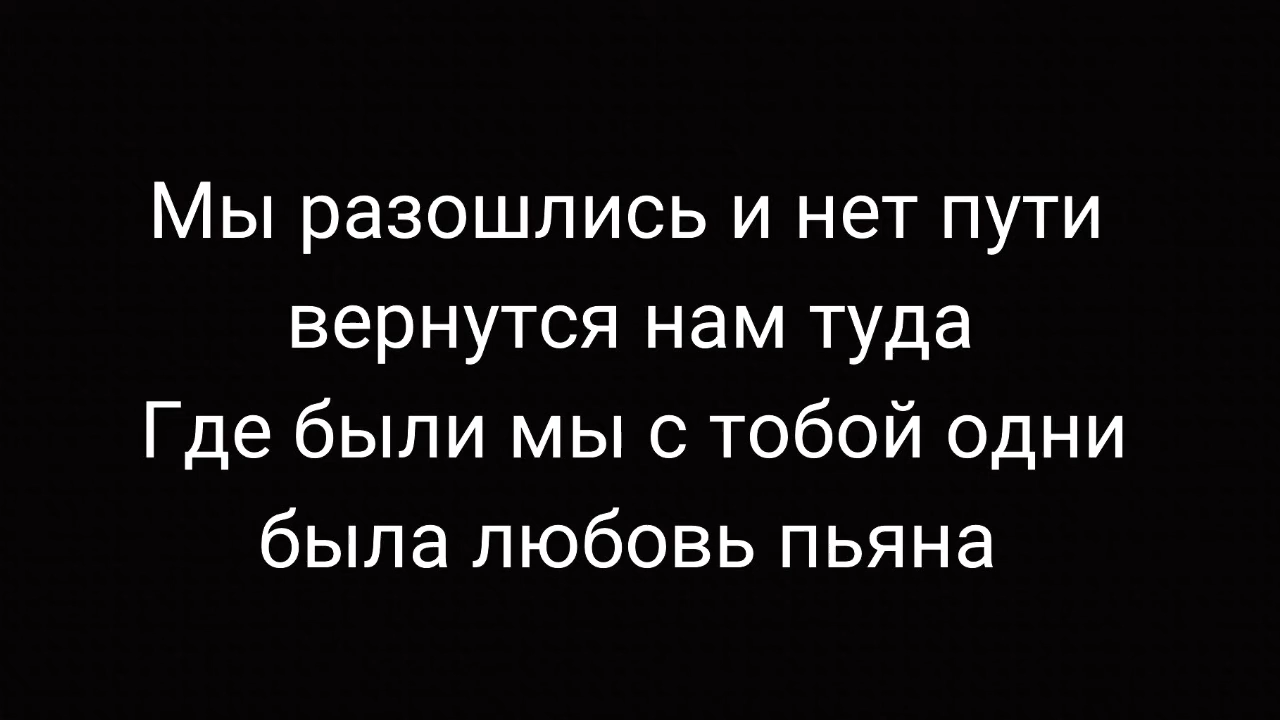 Мы разошлись и нет пути
вернутся нам туда
Где были мы с тобой одни
была любовь пьяна